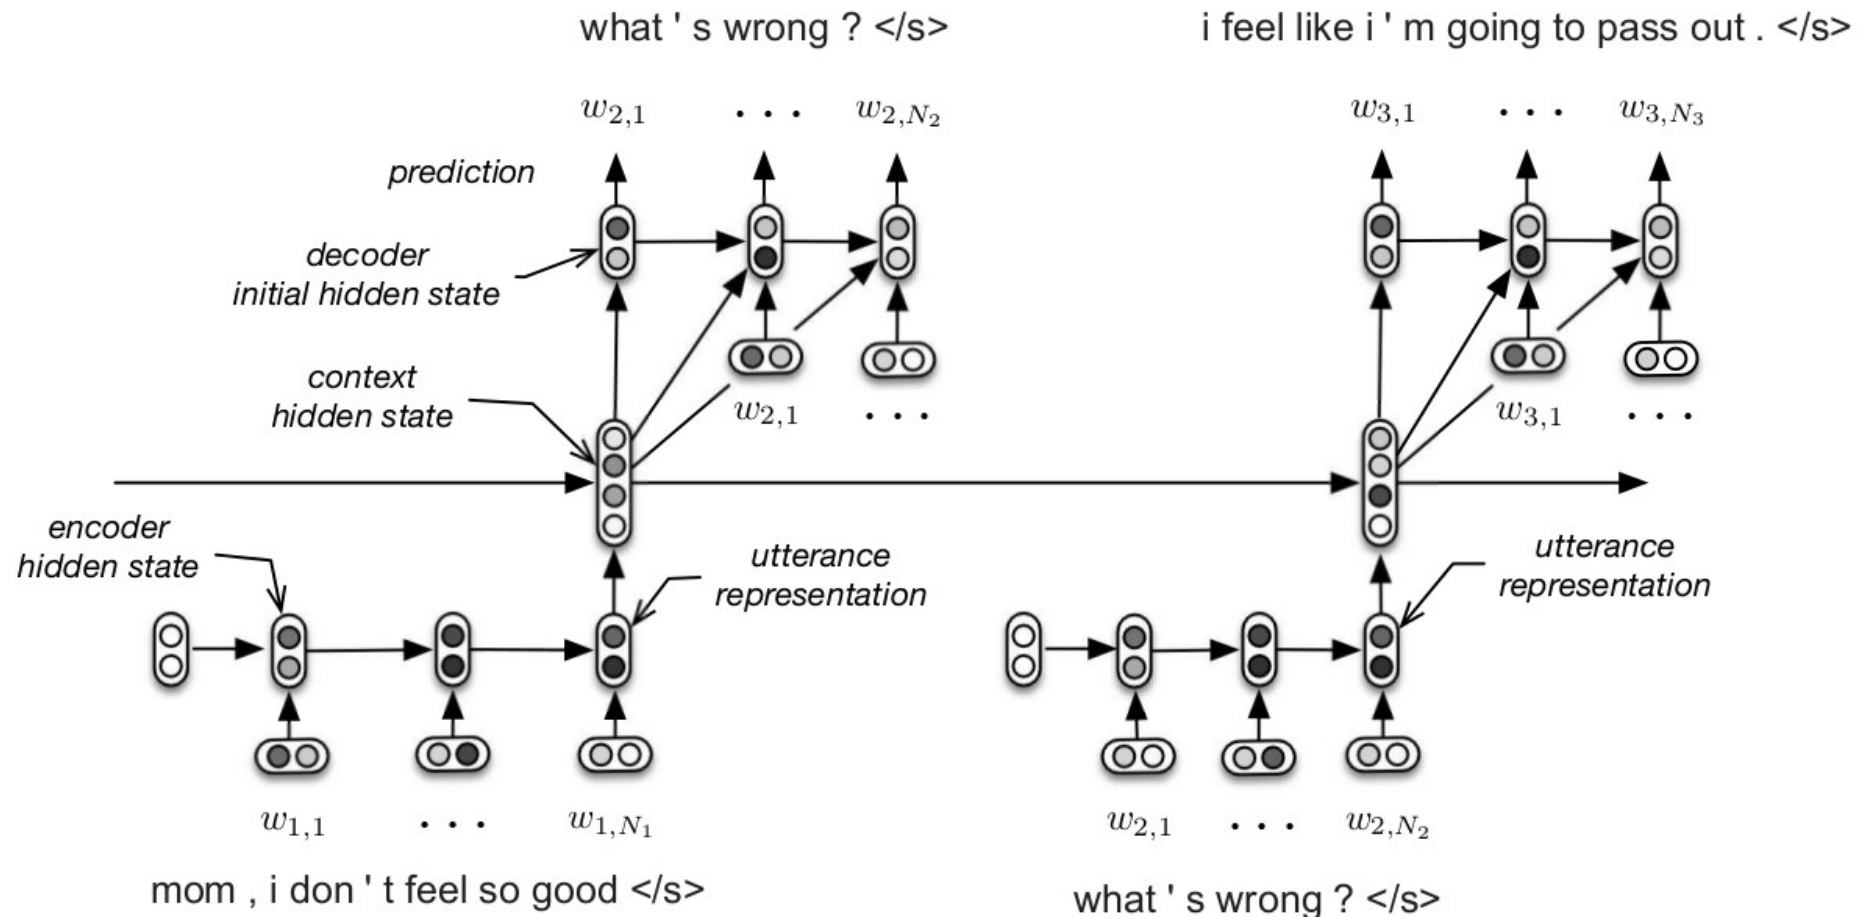 what ' s wrong ? </s>
i feel like i ' m going to pass out . </s>
w2,1 . . . w2,N2
w3,1 . . . w3,N3
prediction
decoder
initial hidden state
context
hidden state
w2,1 . . .
w3,1 . . .
encoder
hidden state
utterance
representation
utterance
representation
w1,1 . . . w1,N1
w2,1 . . . w2,N2
mom , i don ' t feel so good </s>
what ' s wrong ? </s>